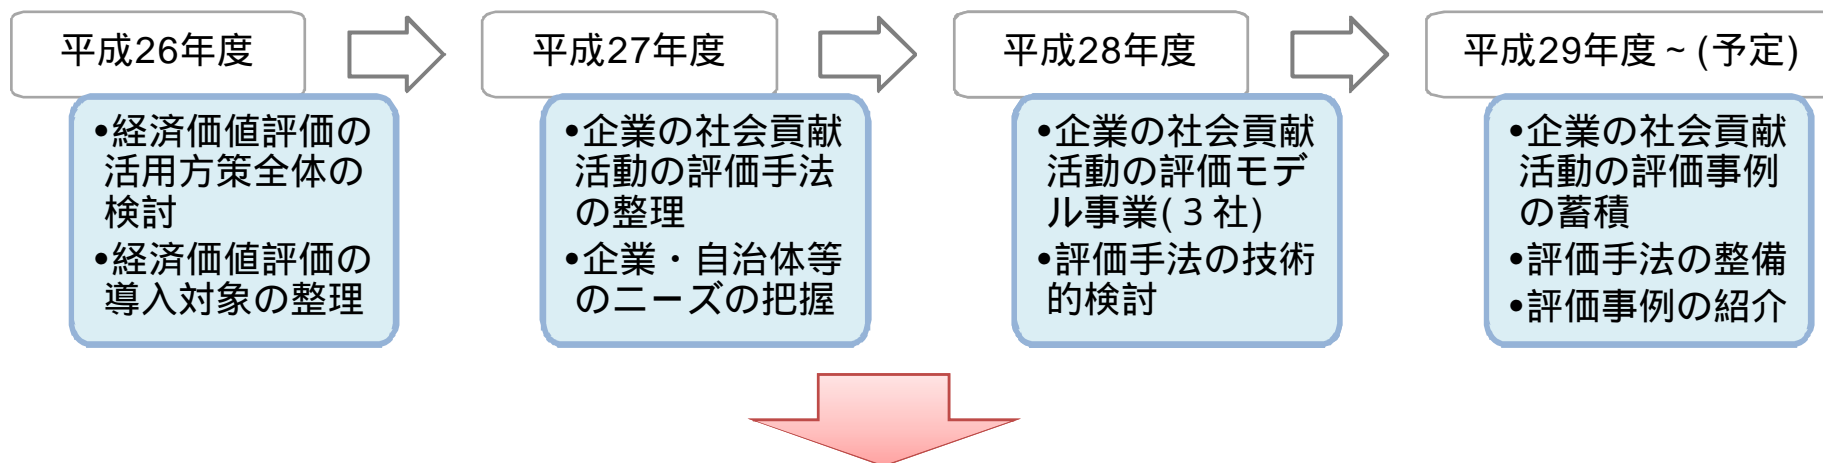 平成26年度
•経済価値評価の
活用方策全体の
検討
•経済価値評価の
導入対象の整理
平成27年度
•企業の社会貢献
活動の評価手法
の整理
•企業・自治体等
のニーズの把握
平成28年度
•企業の社会貢献
活動の評価モデ
ル事業(３社)
•評価手法の技術
的検討
平成29年度~(予定)
•企業の社会貢献
活動の評価事例
の蓄積
•評価手法の整備
•評価事例の紹介